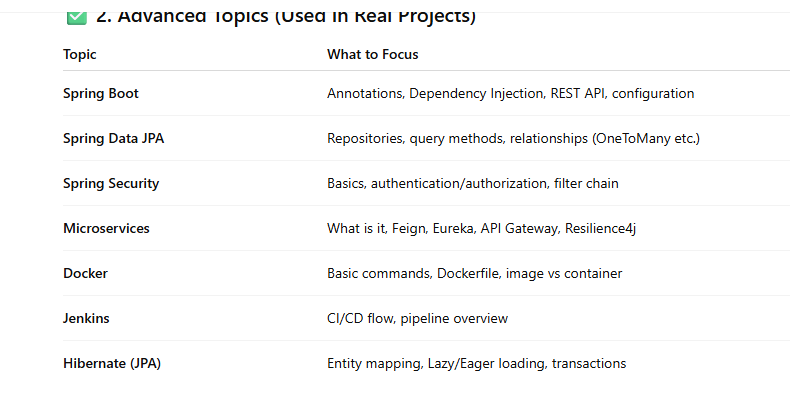 ✅ 2. Advanced Topics (Used in Real Projects)
Topic What to Focus
Spring Boot Annotations, Dependency Injection, REST API, configuration
Spring Data JPA Repositories, query methods, relationships (OneToMany etc.)
Spring Security Basics, authentication/authorization, filter chain
Microservices What is it, Feign, Eureka, API Gateway, Resilience4j
Docker Basic commands, Dockerfile, image vs container
Jenkins CI/CD flow, pipeline overview
Hibernate (JPA) Entity mapping, Lazy/Eager loading, transactions